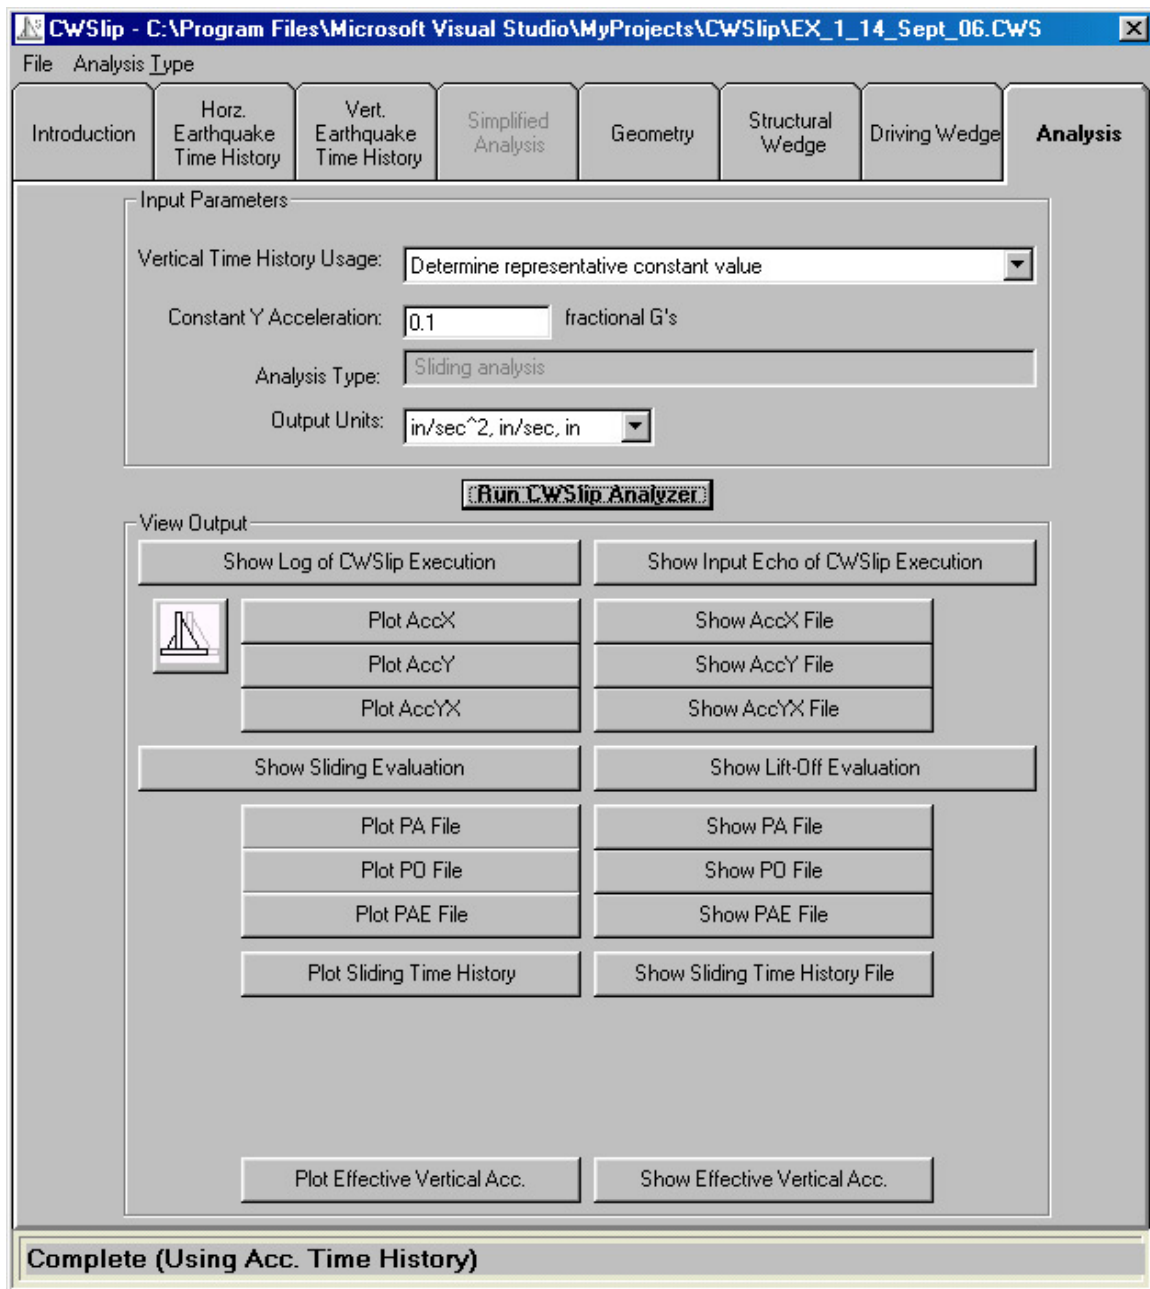 CWSlip - C:\Program Files\Microsoft Visual Studio\MyProjects\CWSlip\EX_1_14_Sept_06.CWS
File Analysis Type
Introduction
Horz.
Earthquake
Time History
Vert.
Earthquake
Time History
Simplified
Analysis
Geometry
Structural
Wedge
Driving Wedge
Analysis
Input Parameters
Vertical Time History Usage: Determine representative constant value
Constant Y Acceleration: 0.1 fractional G's
Analysis Type: Sliding analysis
Output Units: in/sec^2, in/sec, in
Run CWSlip Analyzer
View Output
Show Log of CWSlip Execution Show Input Echo of CWSlip Execution
Plot AccX Show AccX File
Plot AccY Show AccY File
Plot AccYX Show AccYX File
Show Sliding Evaluation Show Lift-Off Evaluation
Plot PA File Show PA File
Plot PO File Show PO File
Plot PAE File Show PAE File
Plot Sliding Time History Show Sliding Time History File
Plot Effective Vertical Acc. Show Effective Vertical Acc.
Complete (Using Acc. Time History)